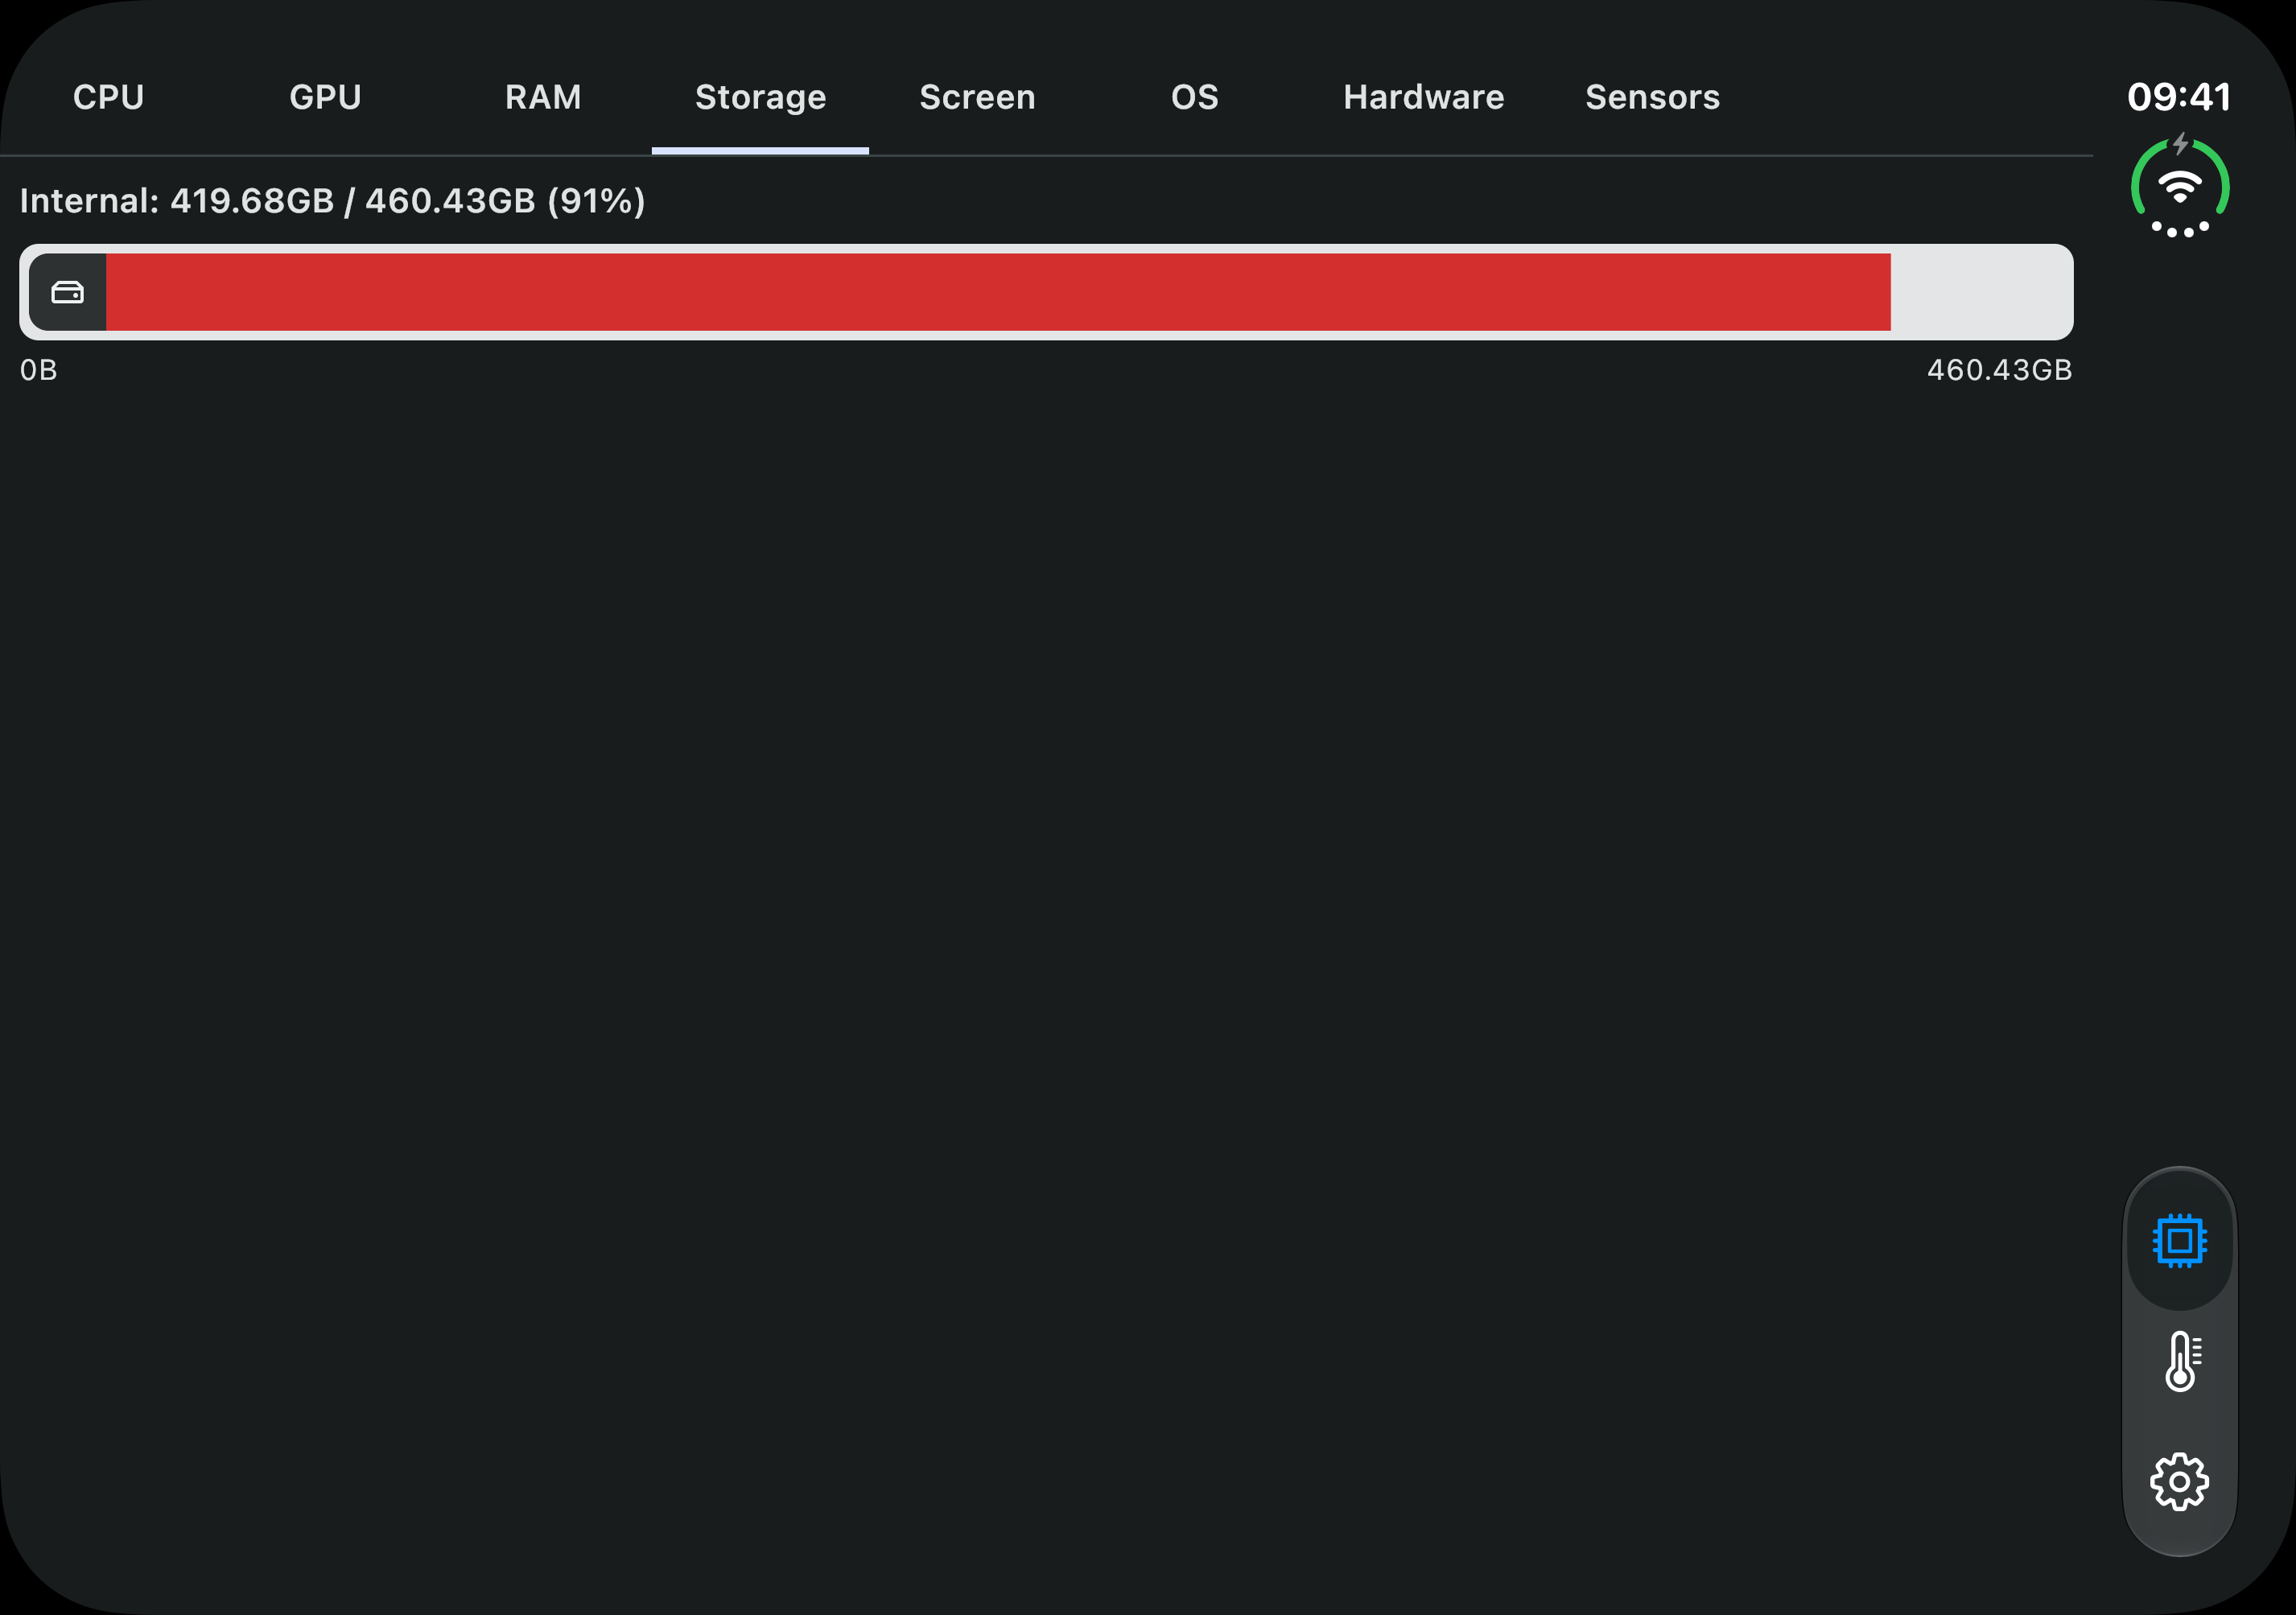 CPU GPU RAM Storage Screen OS Hardware Sensors
09:41
Internal: 419.68GB / 460.43GB (91%)
0B 460.43GB